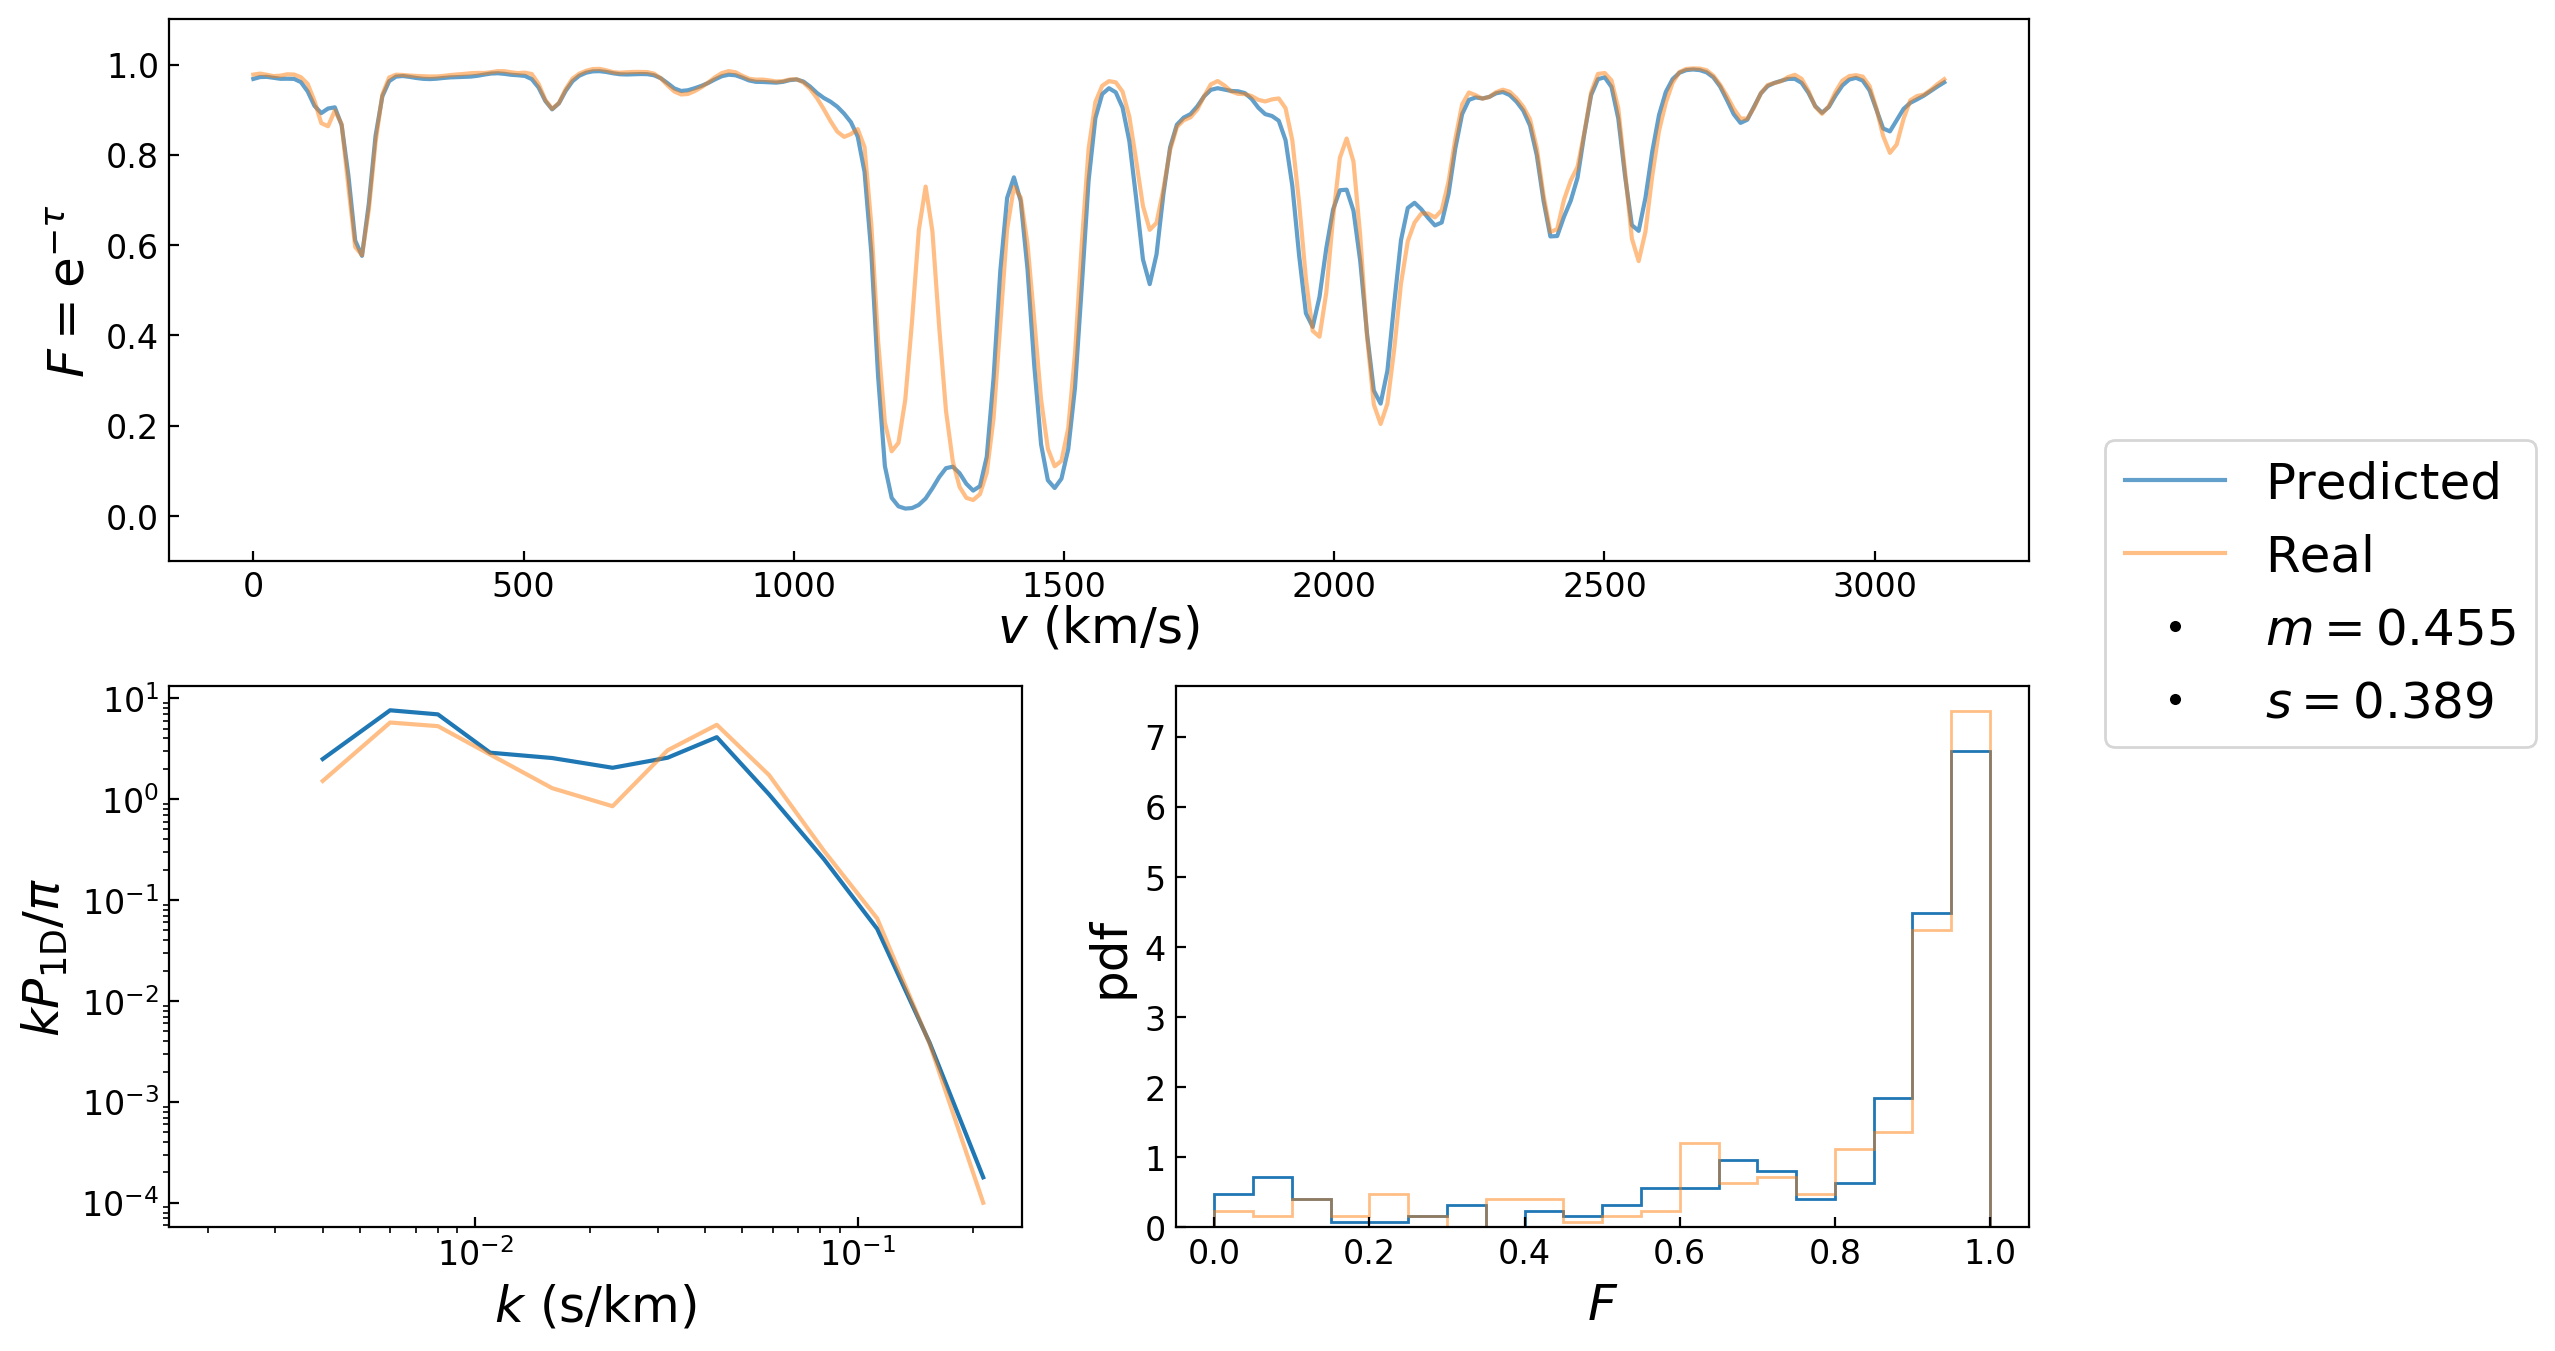 F = e^{-τ}
1.0
0.8
0.6
0.4
0.2
0.0
0 500 1000 1500 2000 2500 3000
v (km/s)
Predicted
Real
m = 0.455
s = 0.389
kP_{1D}/π
10^1
10^0
10^{-1}
10^{-2}
10^{-3}
10^{-4}
10^{-2} 10^{-1}
k (s/km)
pdf
7
6
5
4
3
2
1
0
0.0 0.2 0.4 0.6 0.8 1.0
F